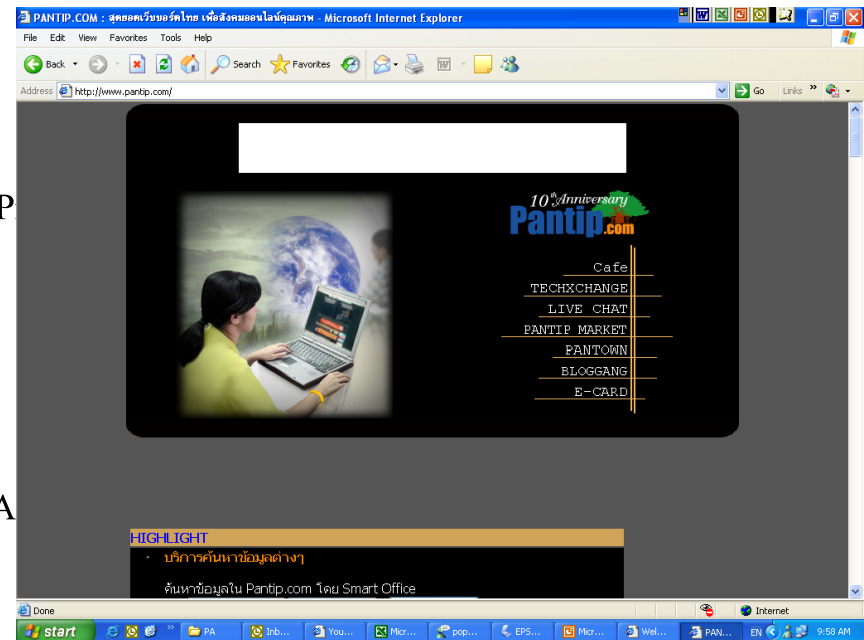 PANTIP.COM : สุดยอดเว็บบอร์ดไทย เพื่อสังคมออนไลน์คุณภาพ - Microsoft Internet Explorer
File Edit View Favorites Tools Help
Back Search Favorites
Address http://www.pantip.com/ Go Links »
10th Anniversary
Pantip.com
P
Cafe
TECHXCHANGE
LIVE CHAT
PANTIP MARKET
PANTOWN
BLOGGANG
E-CARD
A
HIGHLIGHT
· บริการค้นหาข้อมูลต่างๆ
ค้นหาข้อมูลใน Pantip.com โดย Smart Office
Done Internet
start » PA Inb... You... Micr... pop... EPS... Micr... Wel... PAN... EN 9:58 AM